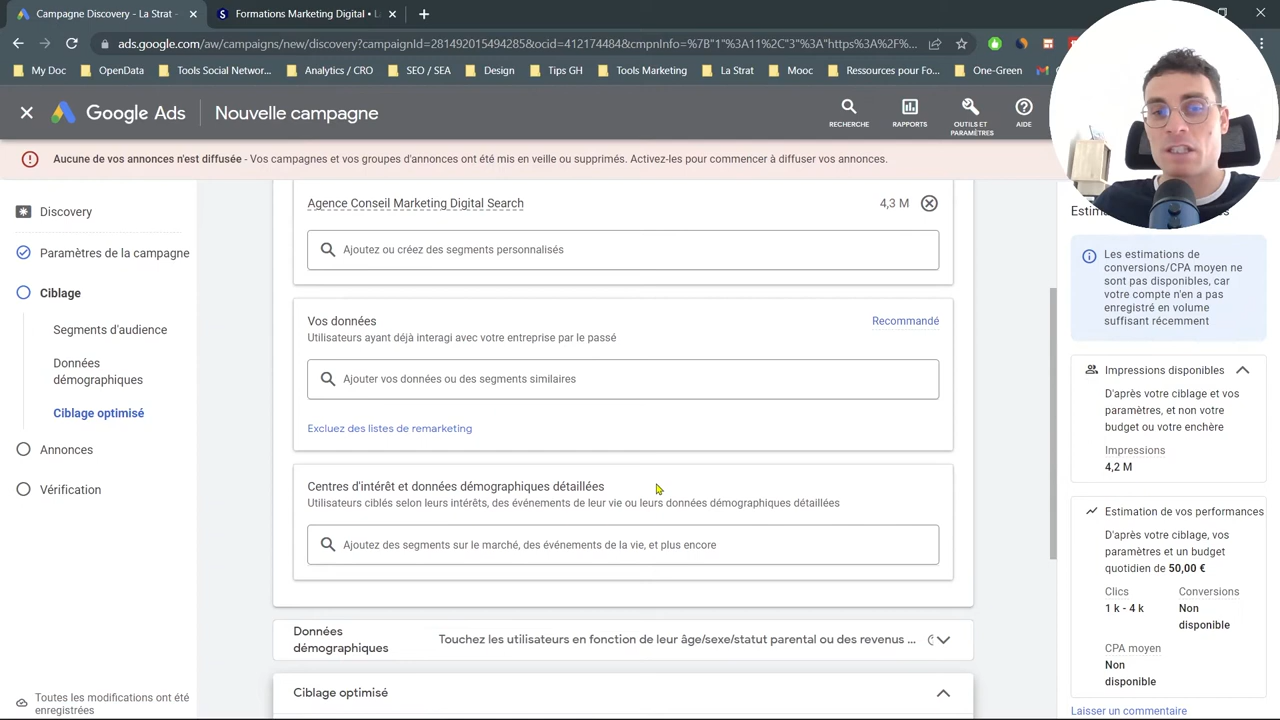 Campagne Discovery - La Strat -
Formations Marketing Digital • L
ads.google.com/aw/campaigns/new/discovery?campaignId=281492015494285&ocid=412174484&cmpnInfo=%7B"1"%3A11%2C"3"%3A"https%3A%2F%...
My Doc
OpenData
Tools Social Networ...
Analytics / CRO
SEO / SEA
Design
Tips GH
Tools Marketing
La Strat
Mooc
Ressources pour Fo...
One-Green
Google Ads
Nouvelle campagne
RECHERCHE
RAPPORTS
OUTILS ET PARAMÈTRES
AIDE
Aucune de vos annonces n'est diffusée - Vos campagnes et vos groupes d'annonces ont été mis en veille ou supprimés. Activez-les pour commencer à diffuser vos annonces.
Discovery
Paramètres de la campagne
Ciblage
Segments d'audience
Données
démographiques
Ciblage optimisé
Annonces
Vérification
Toutes les modifications ont été
enregistrées
Agence Conseil Marketing Digital Search
4,3 M
Ajoutez ou créez des segments personnalisés
Vos données
Recommandé
Utilisateurs ayant déjà interagi avec votre entreprise par le passé
Ajouter vos données ou des segments similaires
Excluez des listes de remarketing
Centres d'intérêt et données démographiques détaillées
Utilisateurs ciblés selon leurs intérêts, des événements de leur vie ou leurs données démographiques détaillées
Ajoutez des segments sur le marché, des événements de la vie, et plus encore
Données
démographiques
Touchez les utilisateurs en fonction de leur âge/sexe/statut parental ou des revenus ...
Ciblage optimisé
Les estimations de
conversions/CPA moyen ne
sont pas disponibles, car
votre compte n'en a pas
enregistré en volume
suffisant récemment
Impressions disponibles
D'après votre ciblage et vos
paramètres, et non votre
budget ou votre enchère
Impressions
4,2 M
Estimation de vos performances
D'après votre ciblage, vos
paramètres et un budget
quotidien de 50,00 €
Clics
Conversions
1 k - 4 k
Non
disponible
CPA moyen
Non
disponible
Laisser un commentaire